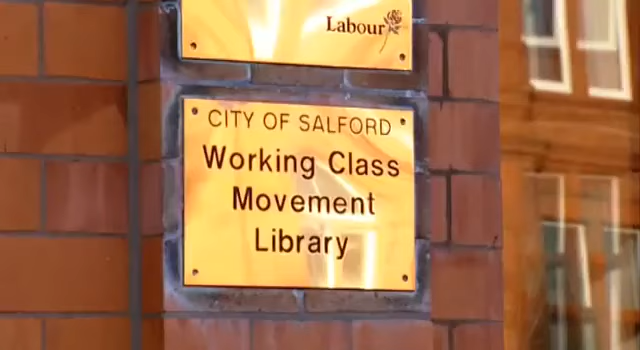 Labour
CITY OF SALFORD
Working Class
Movement
Library